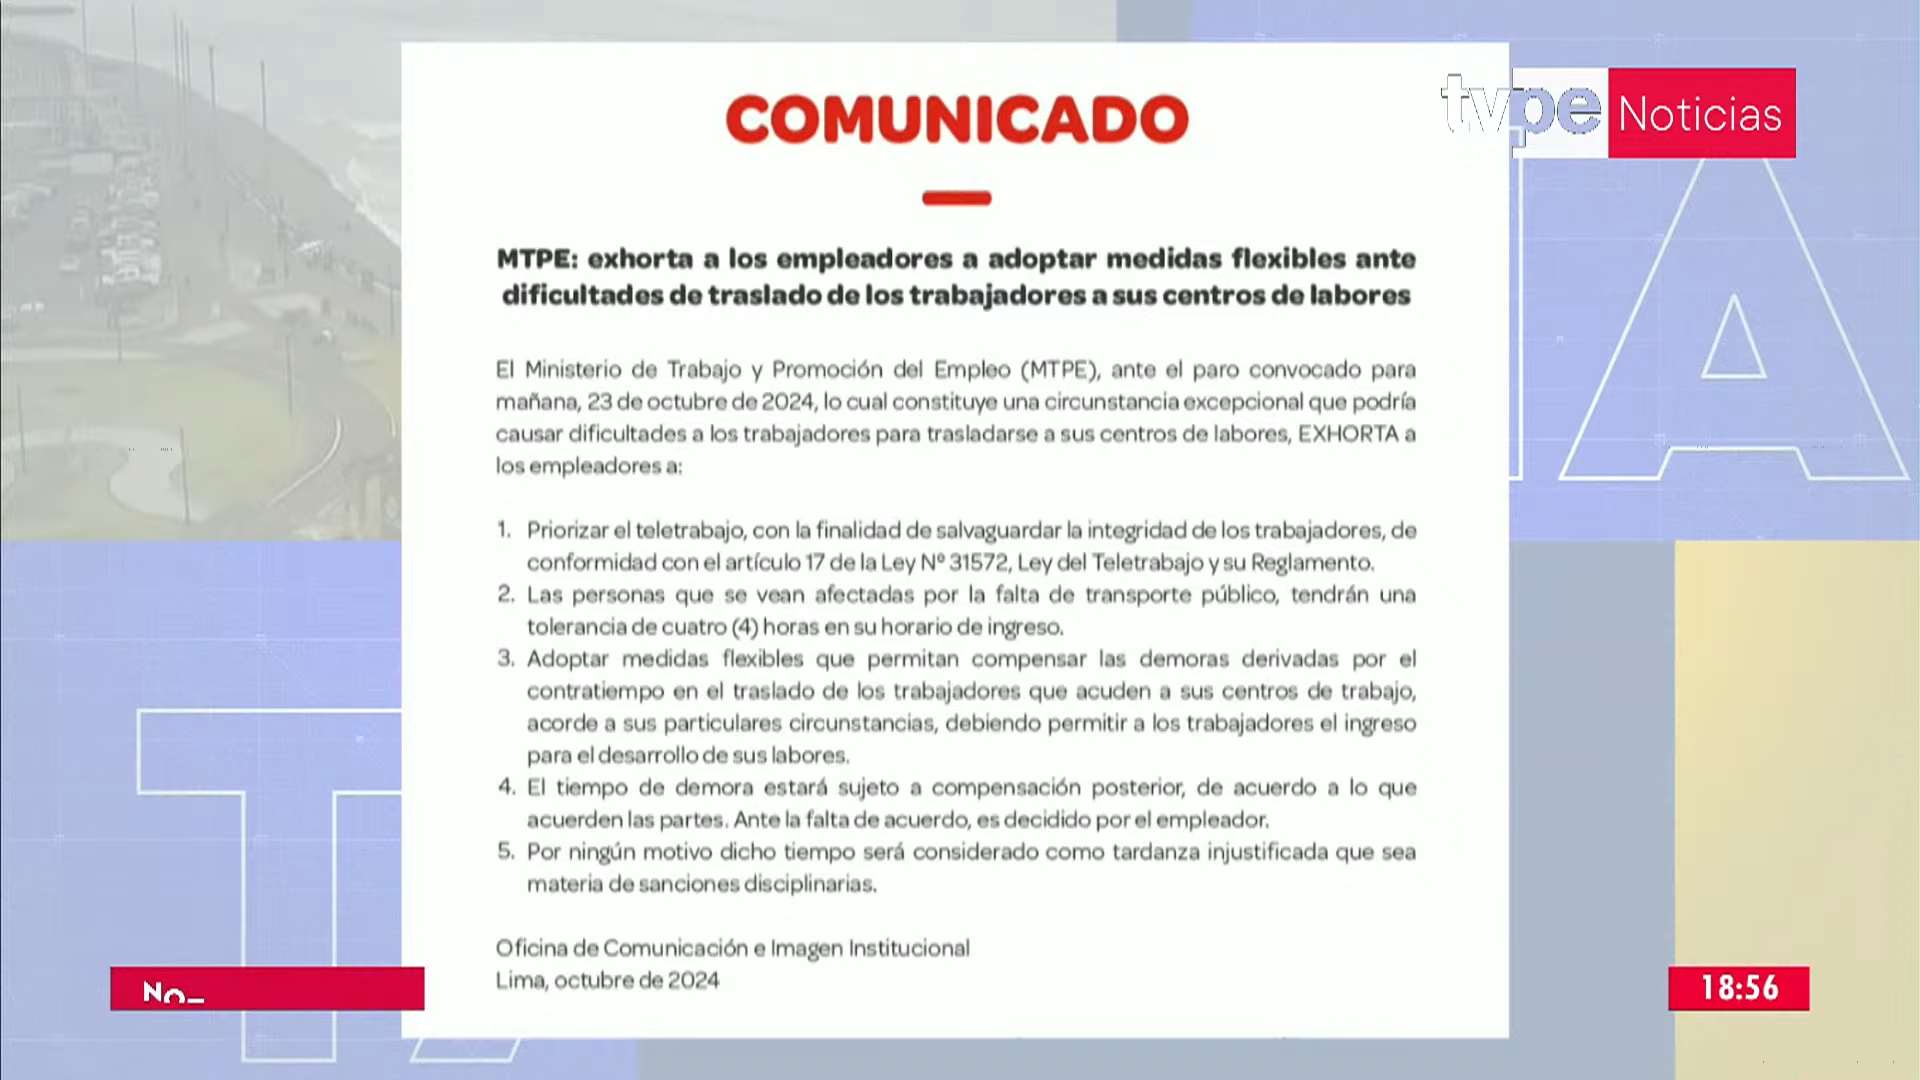 COMUNICADO
tvpe Noticias
MTPE: exhorta a los empleadores a adoptar medidas flexibles ante
dificultades de traslado de los trabajadores a sus centros de labores
El Ministerio de Trabajo y Promoción del Empleo (MTPE), ante el paro convocado para
mañana, 23 de octubre de 2024, lo cual constituye una circunstancia excepcional que podría
causar dificultades a los trabajadores para trasladarse a sus centros de labores, EXHORTA a
los empleadores a:
1. Priorizar el teletrabajo, con la finalidad de salvaguardar la integridad de los trabajadores, de
conformidad con el artículo 17 de la Ley Nº 31572, Ley del Teletrabajo y su Reglamento.
2. Las personas que se vean afectadas por la falta de transporte público, tendrán una
tolerancia de cuatro (4) horas en su horario de ingreso.
3. Adoptar medidas flexibles que permitan compensar las demoras derivadas por el
contratiempo en el traslado de los trabajadores que acuden a sus centros de trabajo,
acorde a sus particulares circunstancias, debiendo permitir a los trabajadores el ingreso
para el desarrollo de sus labores.
4. El tiempo de demora estará sujeto a compensación posterior, de acuerdo a lo que
acuerden las partes. Ante la falta de acuerdo, es decidido por el empleador.
5. Por ningún motivo dicho tiempo será considerado como tardanza injustificada que sea
materia de sanciones disciplinarias.
Oficina de Comunicación e Imagen Institucional
Lima, octubre de 2024
18:56